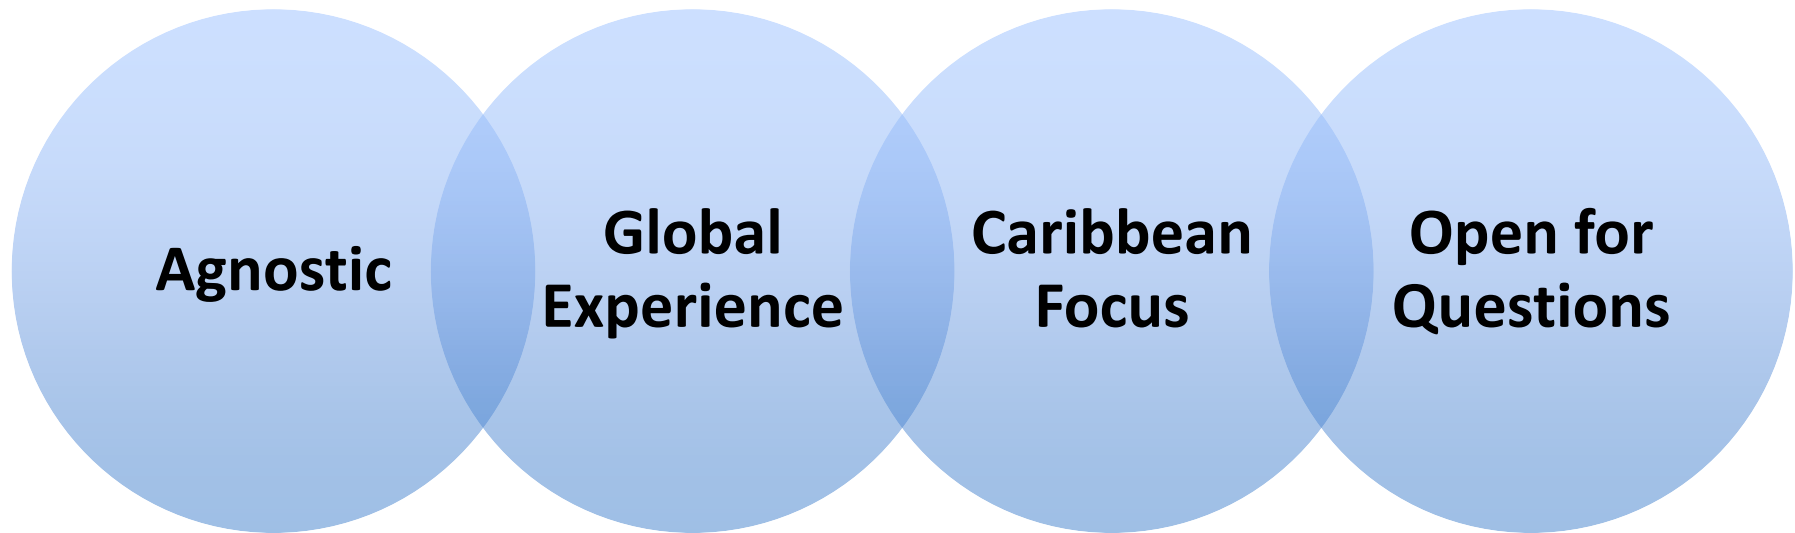 Agnostic
Global
Experience
Caribbean
Focus
Open for
Questions